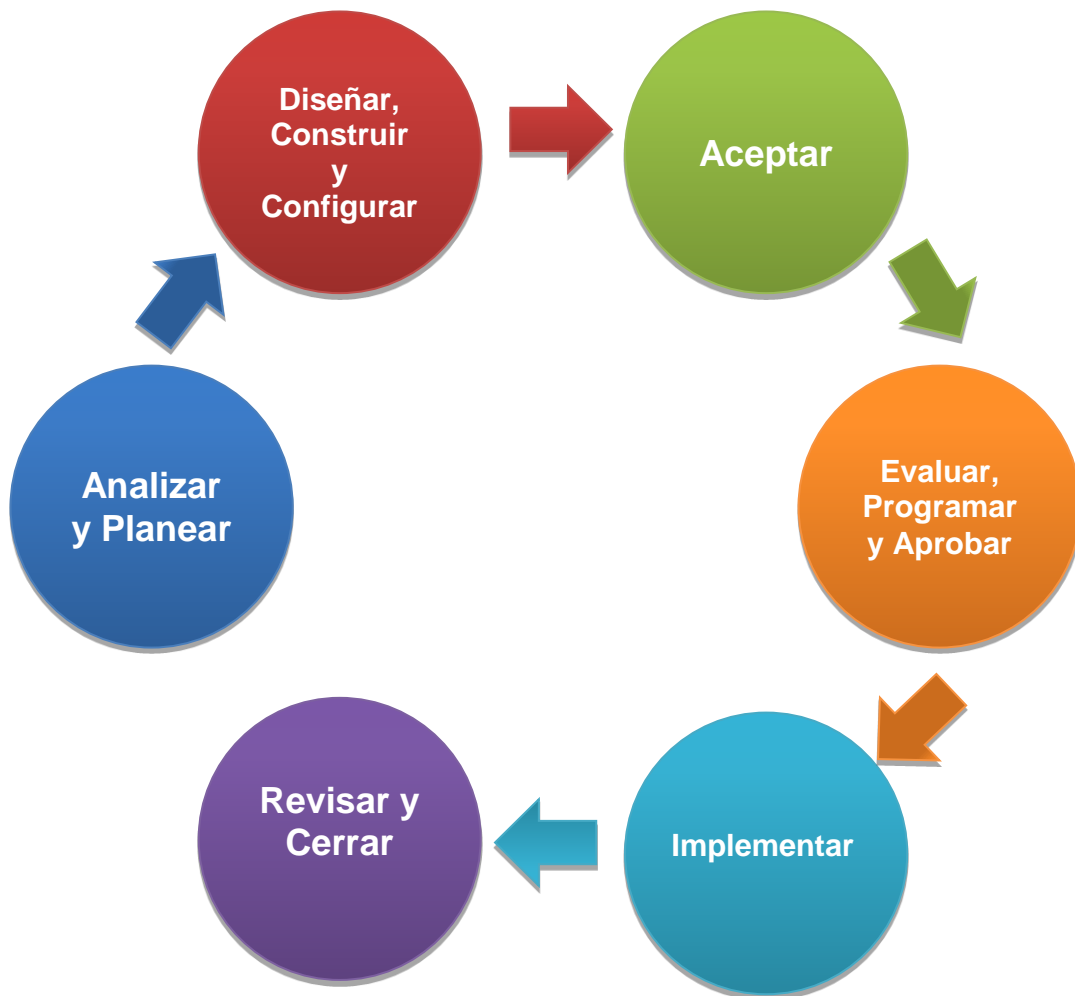 Diseñar,
Construir
y
Configurar
Aceptar
Evaluar,
Programar
y Aprobar
Implementar
Revisar y
Cerrar
Analizar
y Planear